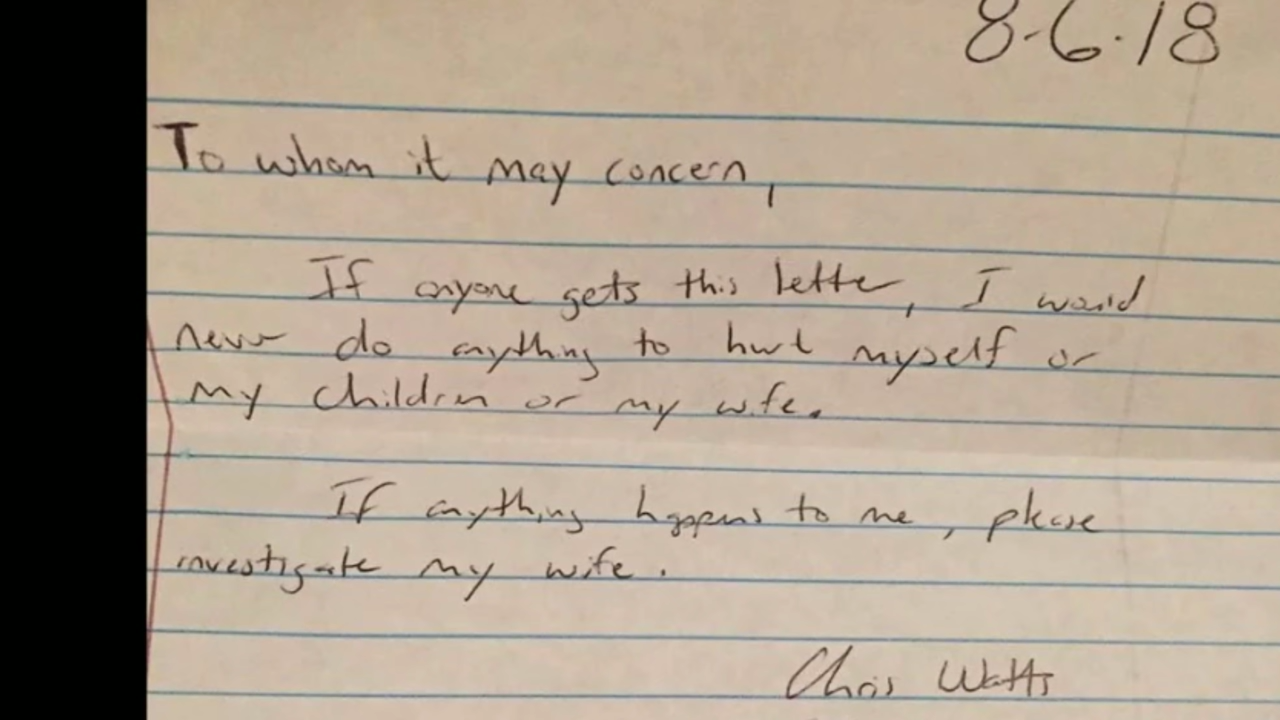 8-6-18
To whom it may concern,
If anyone gets this letter, I would
never do anything to hurt myself or
my children or my wife.
If anything happens to me, please
investigate my wife.
Chris Watts